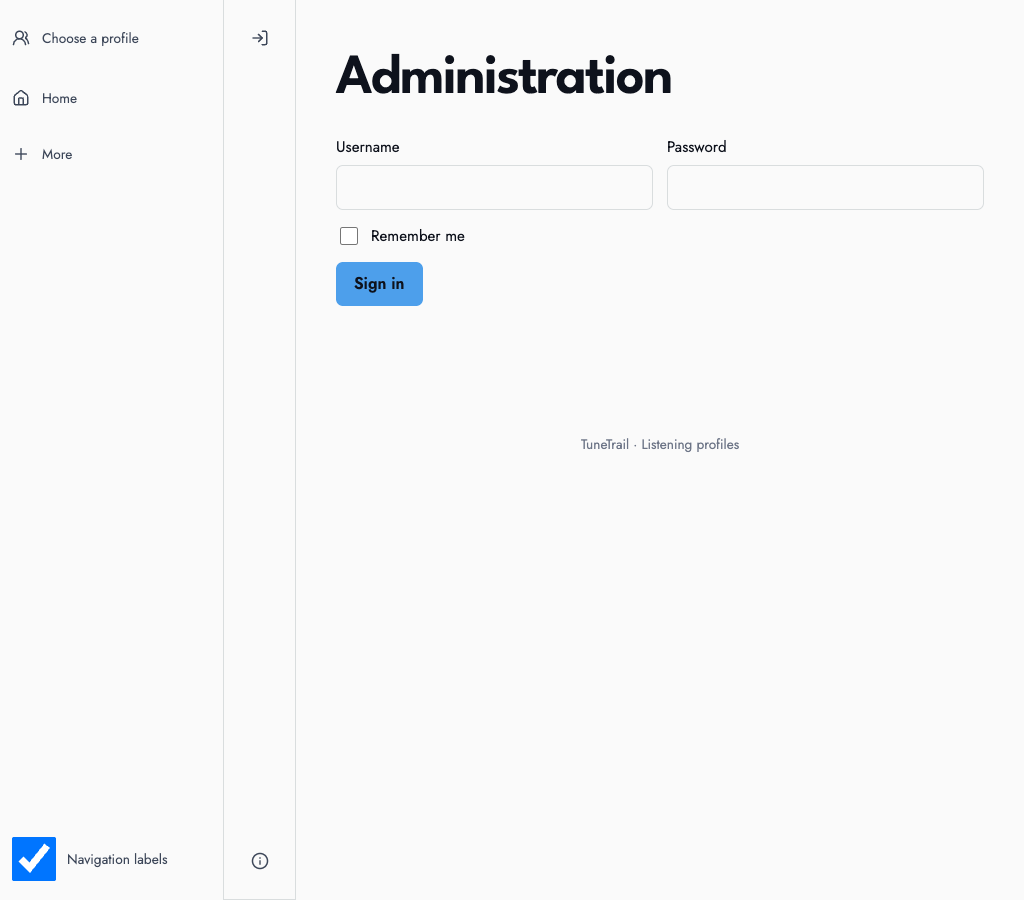 Choose a profile
Home
More
Navigation labels
Administration
Username
Password
Remember me
Sign in
TuneTrail · Listening profiles